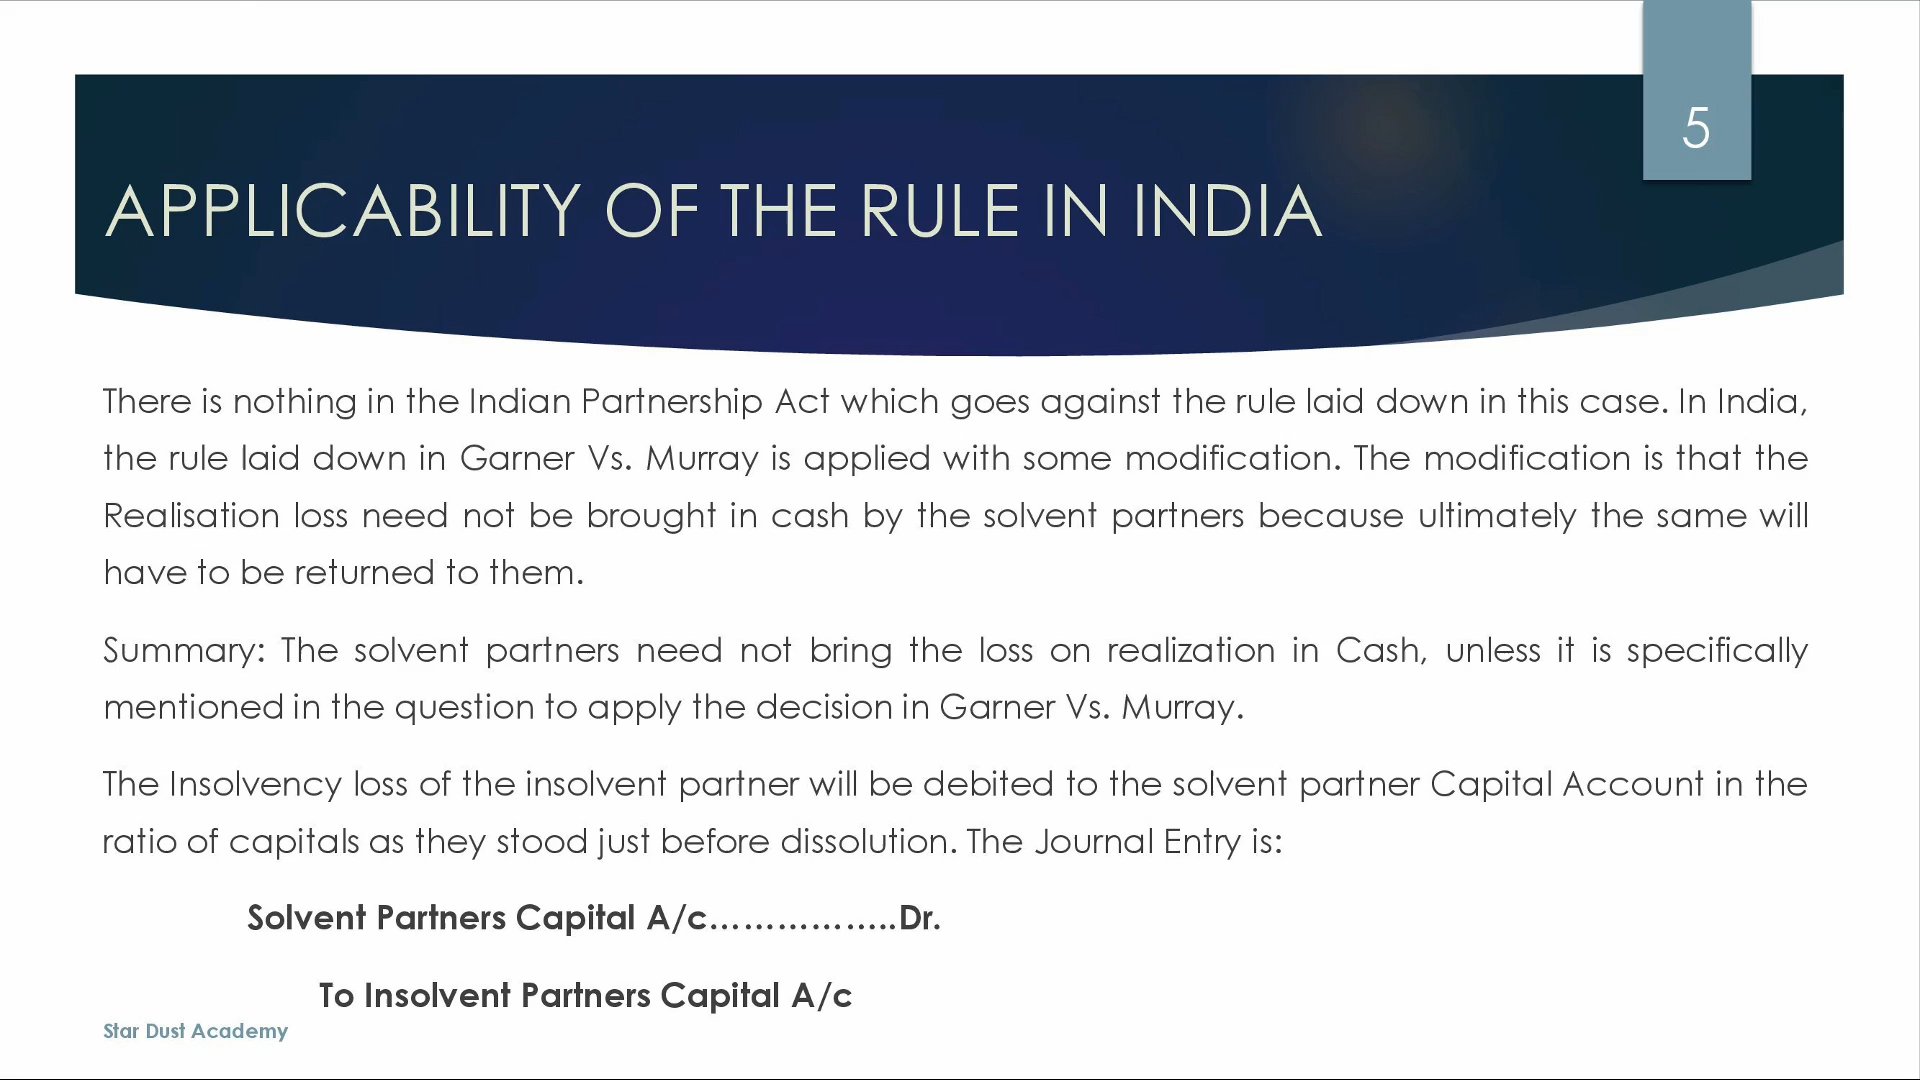 5
APPLICABILITY OF THE RULE IN INDIA
There is nothing in the Indian Partnership Act which goes against the rule laid down in this case. In India,
the rule laid down in Garner Vs. Murray is applied with some modification. The modification is that the
Realisation loss need not be brought in cash by the solvent partners because ultimately the same will
have to be returned to them.
Summary: The solvent partners need not bring the loss on realization in Cash, unless it is specifically
mentioned in the question to apply the decision in Garner Vs. Murray.
The Insolvency loss of the insolvent partner will be debited to the solvent partner Capital Account in the
ratio of capitals as they stood just before dissolution. The Journal Entry is:
Solvent Partners Capital A/c……………..Dr.
To Insolvent Partners Capital A/c
Star Dust Academy